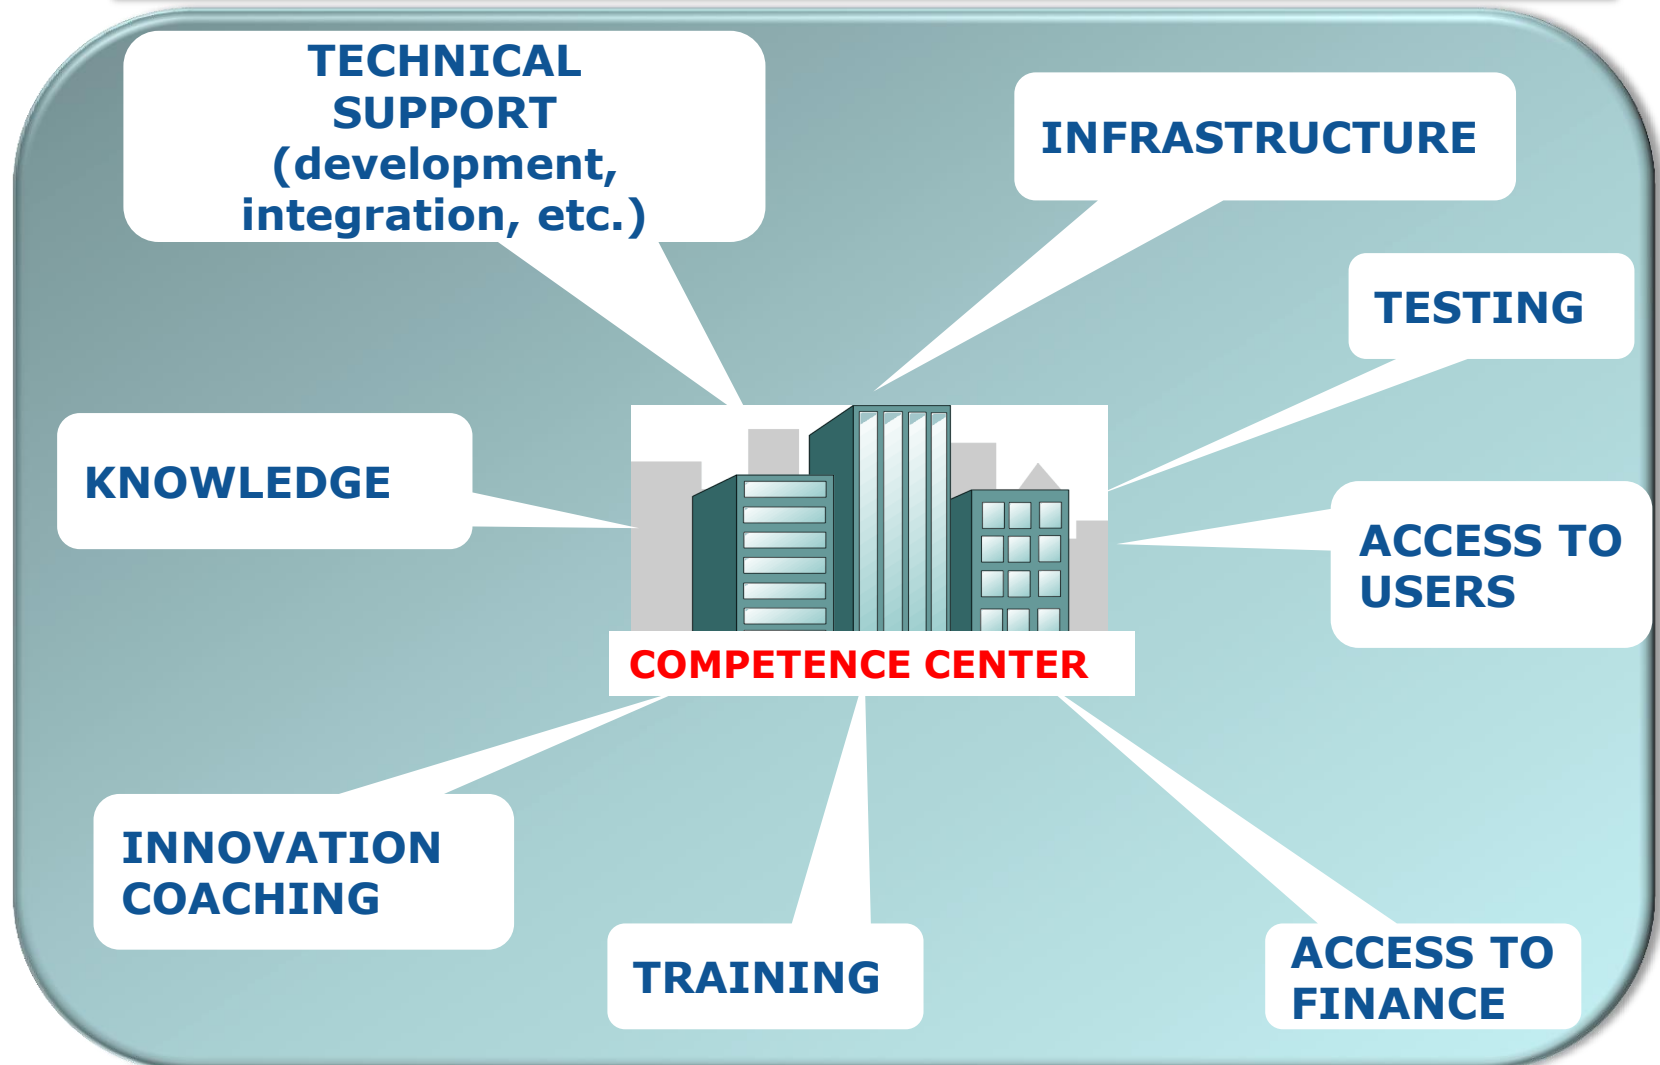 TECHNICAL
SUPPORT
(development,
integration, etc.)
INFRASTRUCTURE
TESTING
KNOWLEDGE
ACCESS TO
USERS
COMPETENCE CENTER
INNOVATION
COACHING
TRAINING
ACCESS TO
FINANCE